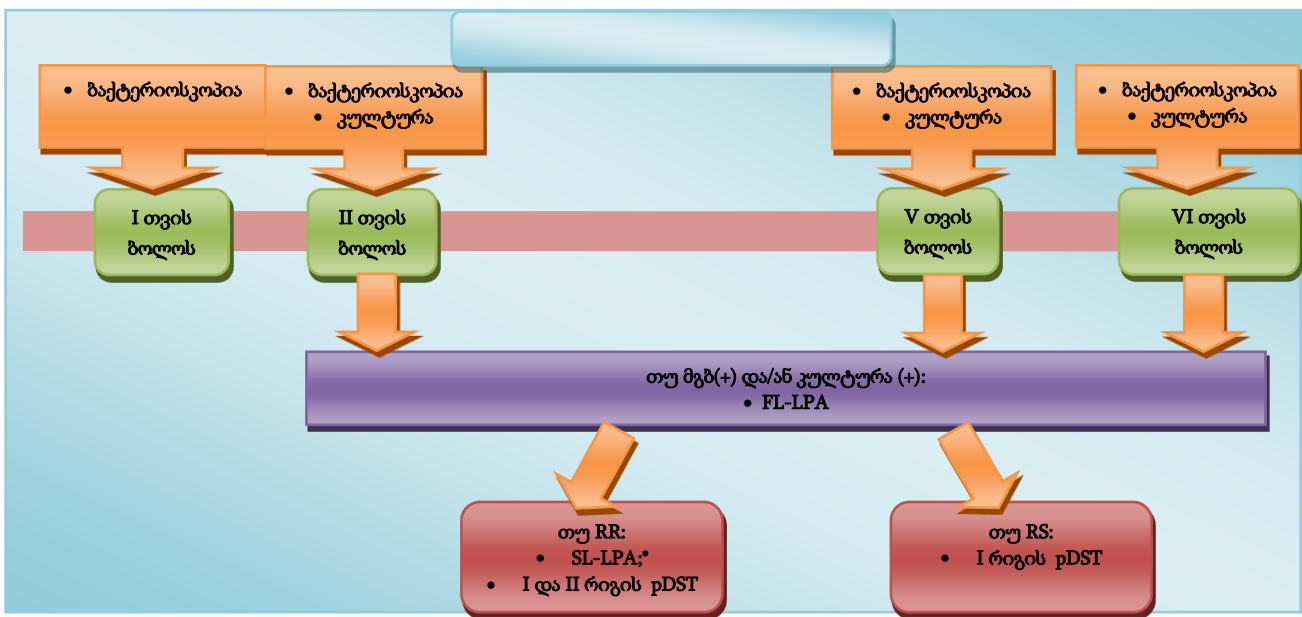 • ბაქტერიოსკოპია
• ბაქტერიოსკოპია
• კულტურა
• ბაქტერიოსკოპია
• კულტურა
• ბაქტერიოსკოპია
• კულტურა
I თვის
ბოლოს
II თვის
ბოლოს
V თვის
ბოლოს
VI თვის
ბოლოს
თუ მგბ(+) და/ან კულტურა (+):
• FL-LPA
თუ RR:
• SL-LPA;*
• I და II რიგის pDST
თუ RS:
• I რიგის pDST